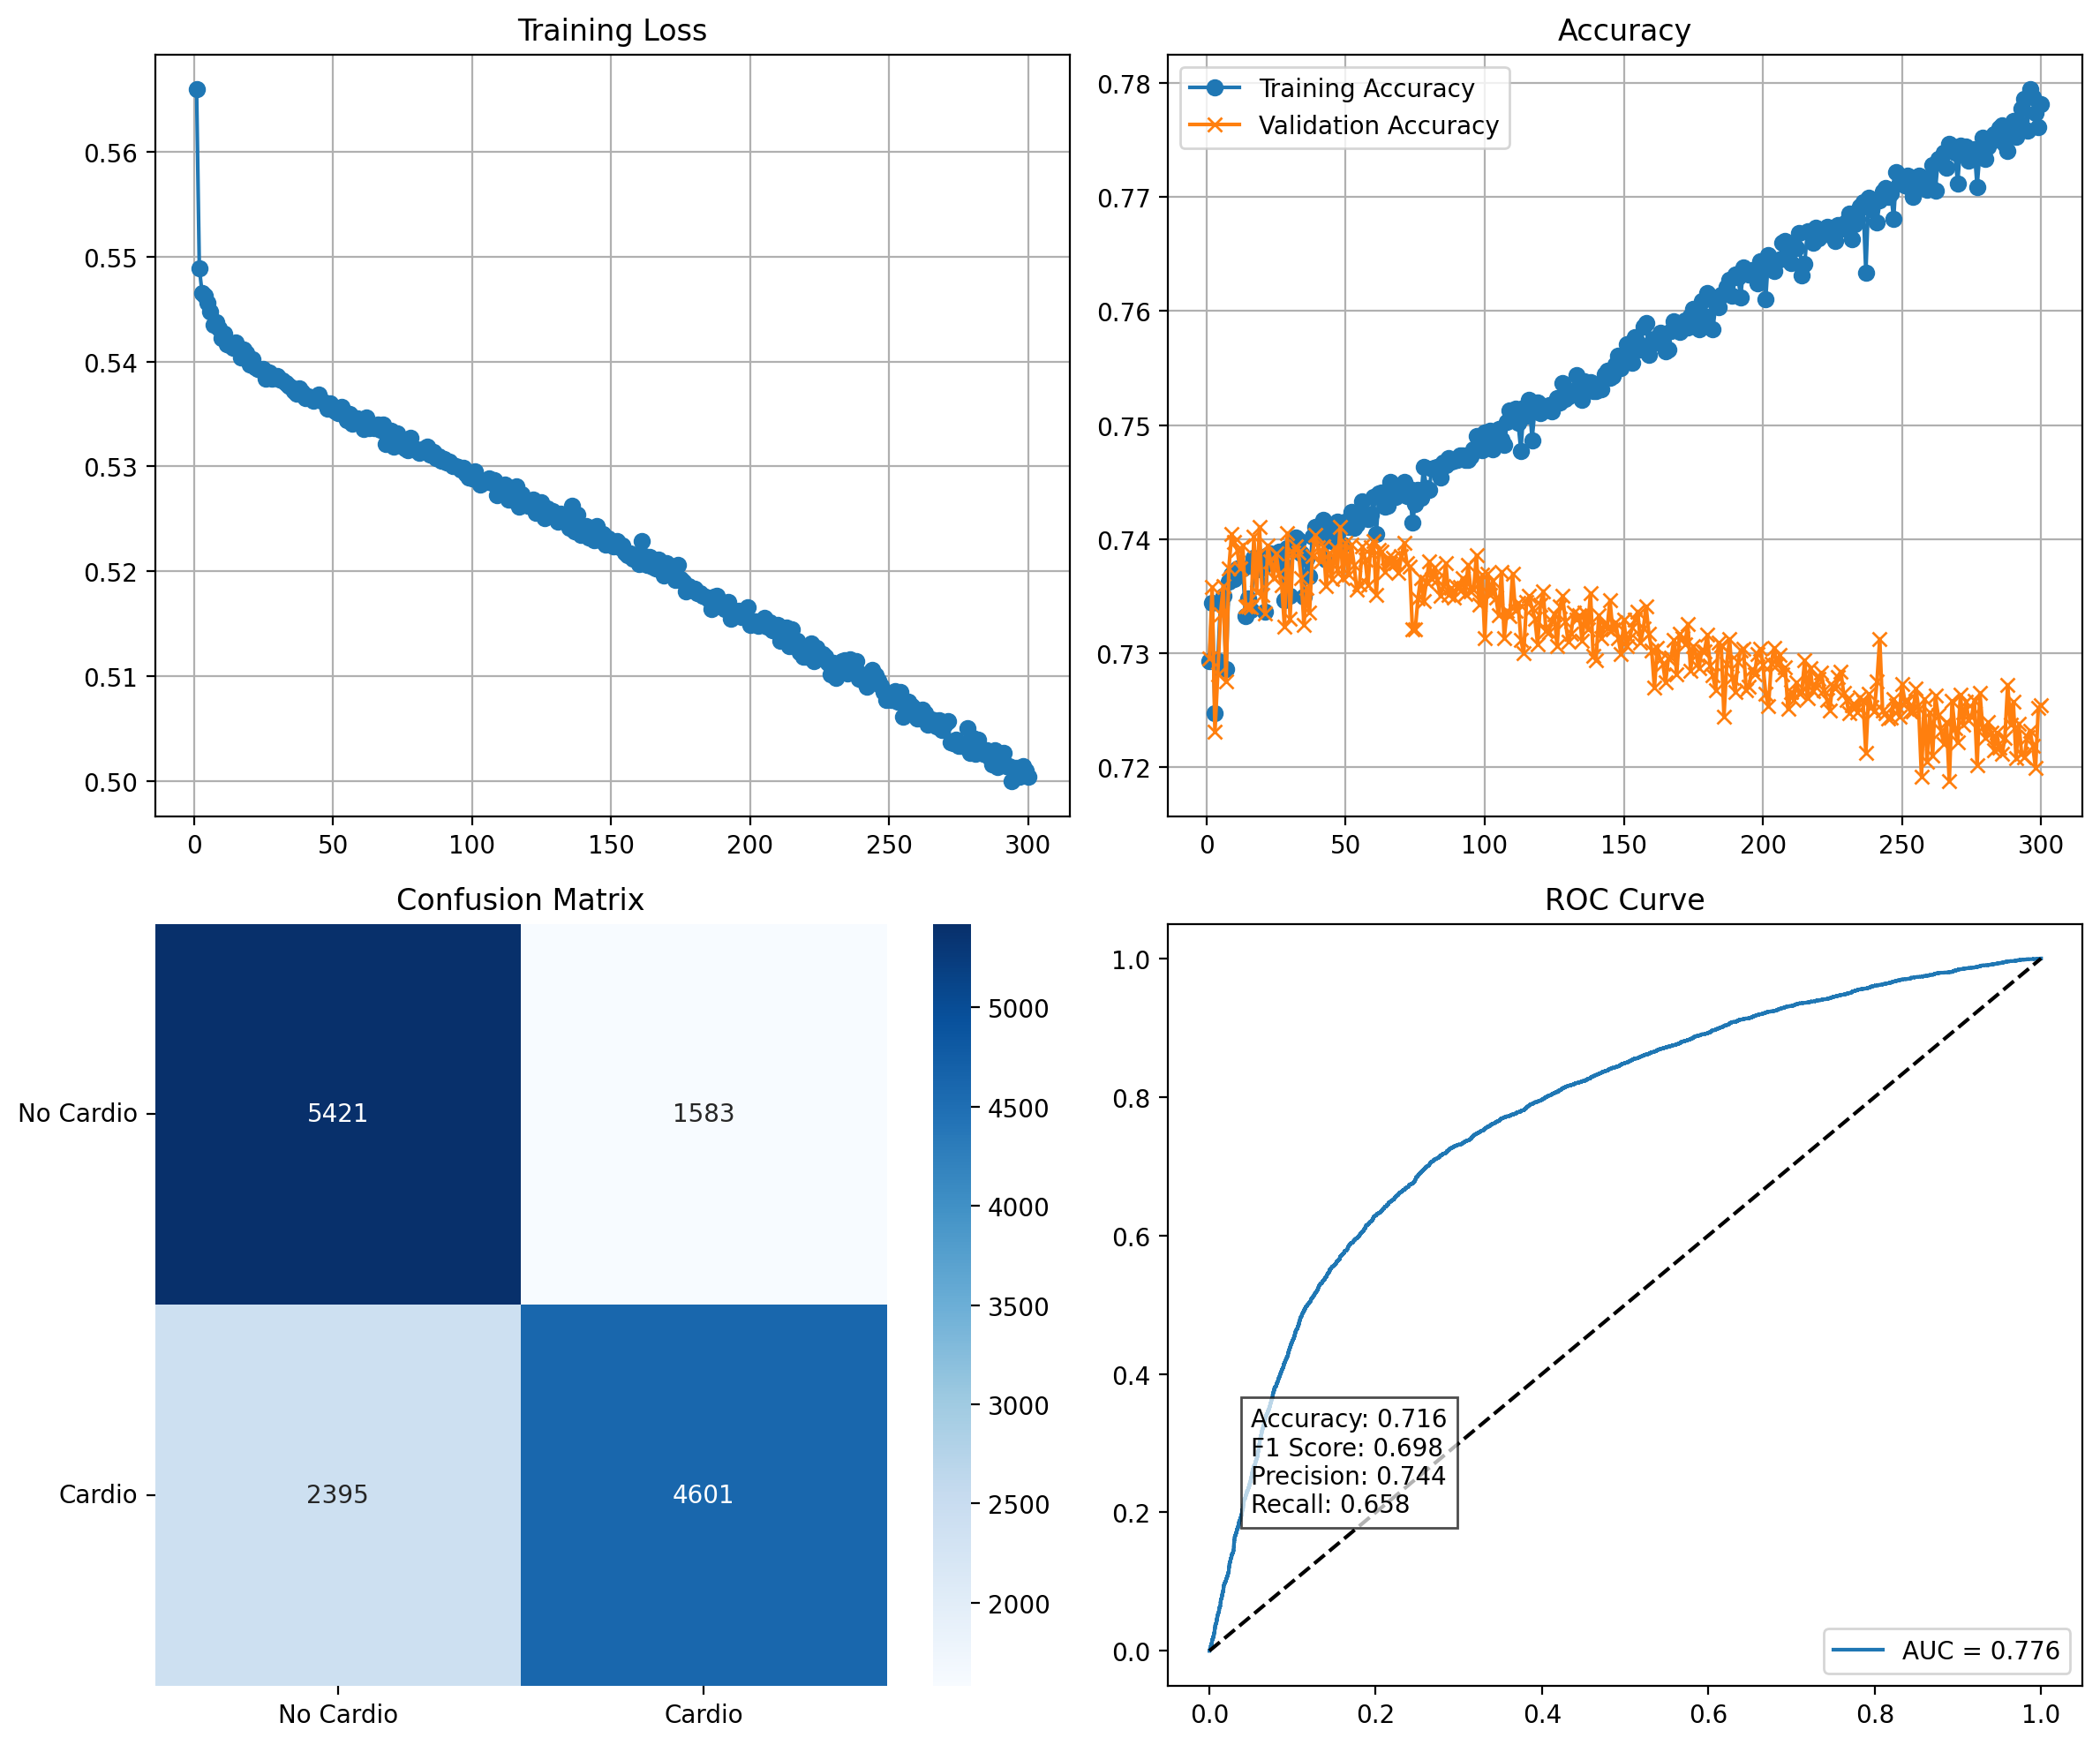 Training Loss
0.56
0.55
0.54
0.53
0.52
0.51
0.50
0 50 100 150 200 250 300
Accuracy
Training Accuracy
Validation Accuracy
0.78
0.77
0.76
0.75
0.74
0.73
0.72
0 50 100 150 200 250 300
Confusion Matrix
No Cardio
5421 1583
Cardio
2395 4601
No Cardio Cardio
5000
4500
4000
3500
3000
2500
2000
ROC Curve
1.0
0.8
0.6
0.4
0.2
0.0
Accuracy: 0.716
F1 Score: 0.698
Precision: 0.744
Recall: 0.658
AUC = 0.776
0.0 0.2 0.4 0.6 0.8 1.0